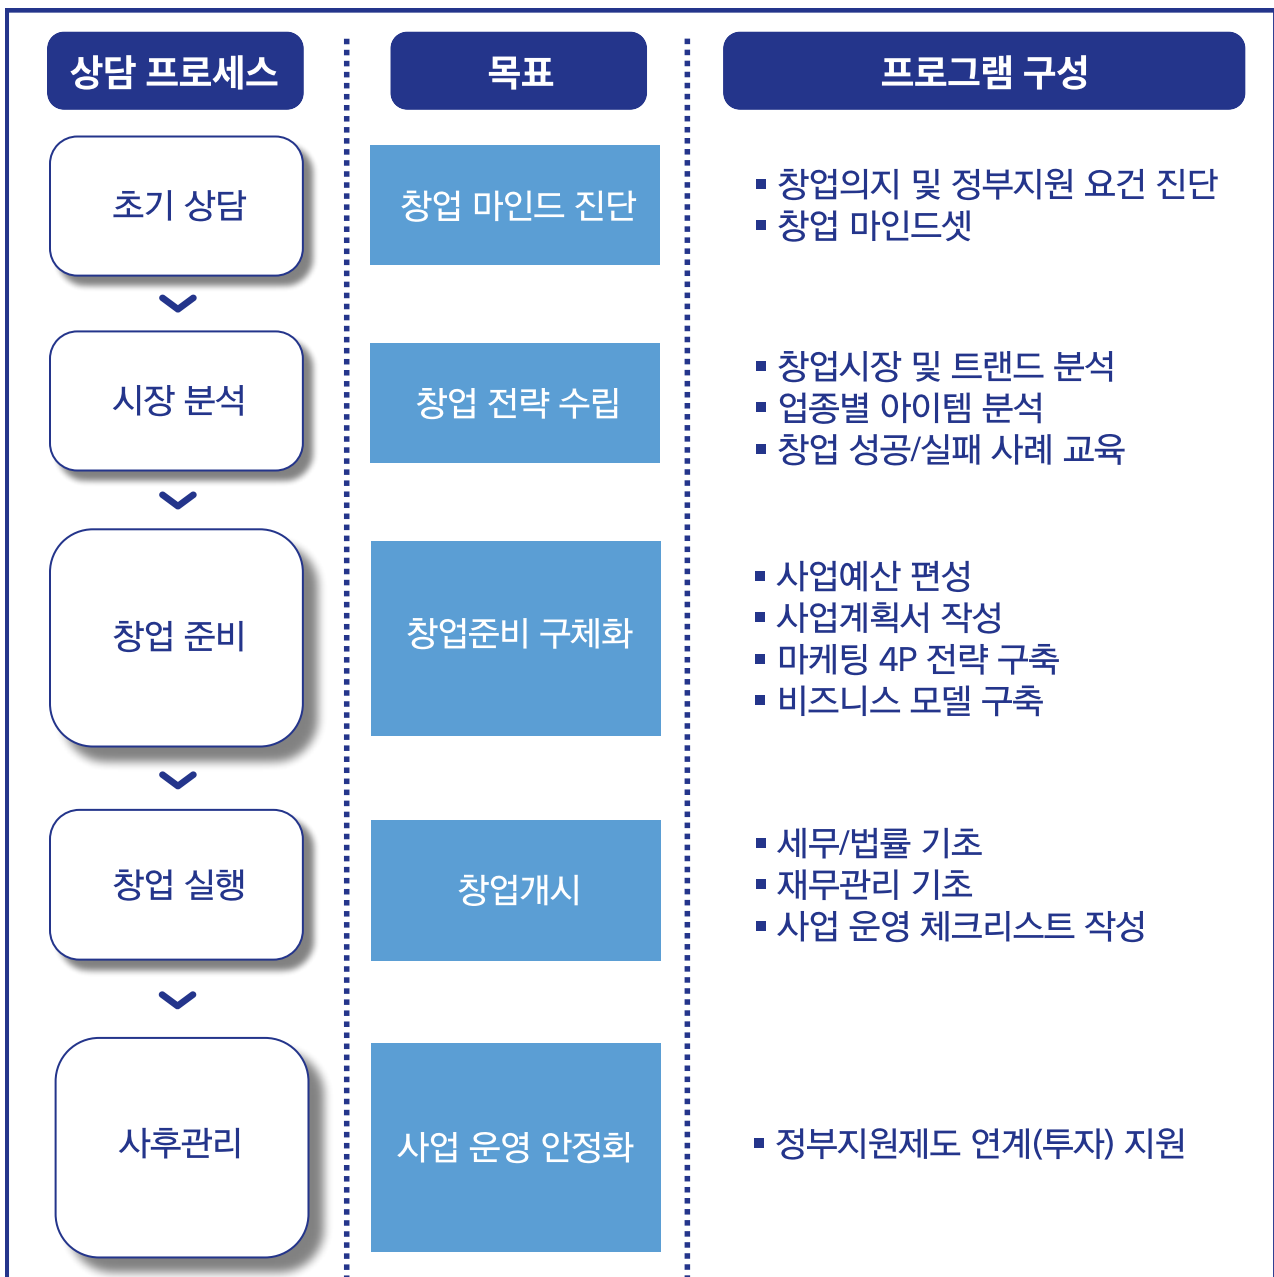 상담 프로세스
목표
프로그램 구성
초기 상담
창업 마인드 진단
▪ 창업의지 및 정부지원 요건 진단
▪ 창업 마인드셋
시장 분석
창업 전략 수립
▪ 창업시장 및 트랜드 분석
▪ 업종별 아이템 분석
▪ 창업 성공/실패 사례 교육
창업 준비
창업준비 구체화
▪ 사업예산 편성
▪ 사업계획서 작성
▪ 마케팅 4P 전략 구축
▪ 비즈니스 모델 구축
창업 실행
창업개시
▪ 세무/법률 기초
▪ 재무관리 기초
▪ 사업 운영 체크리스트 작성
사후관리
사업 운영 안정화
▪ 정부지원제도 연계(투자) 지원